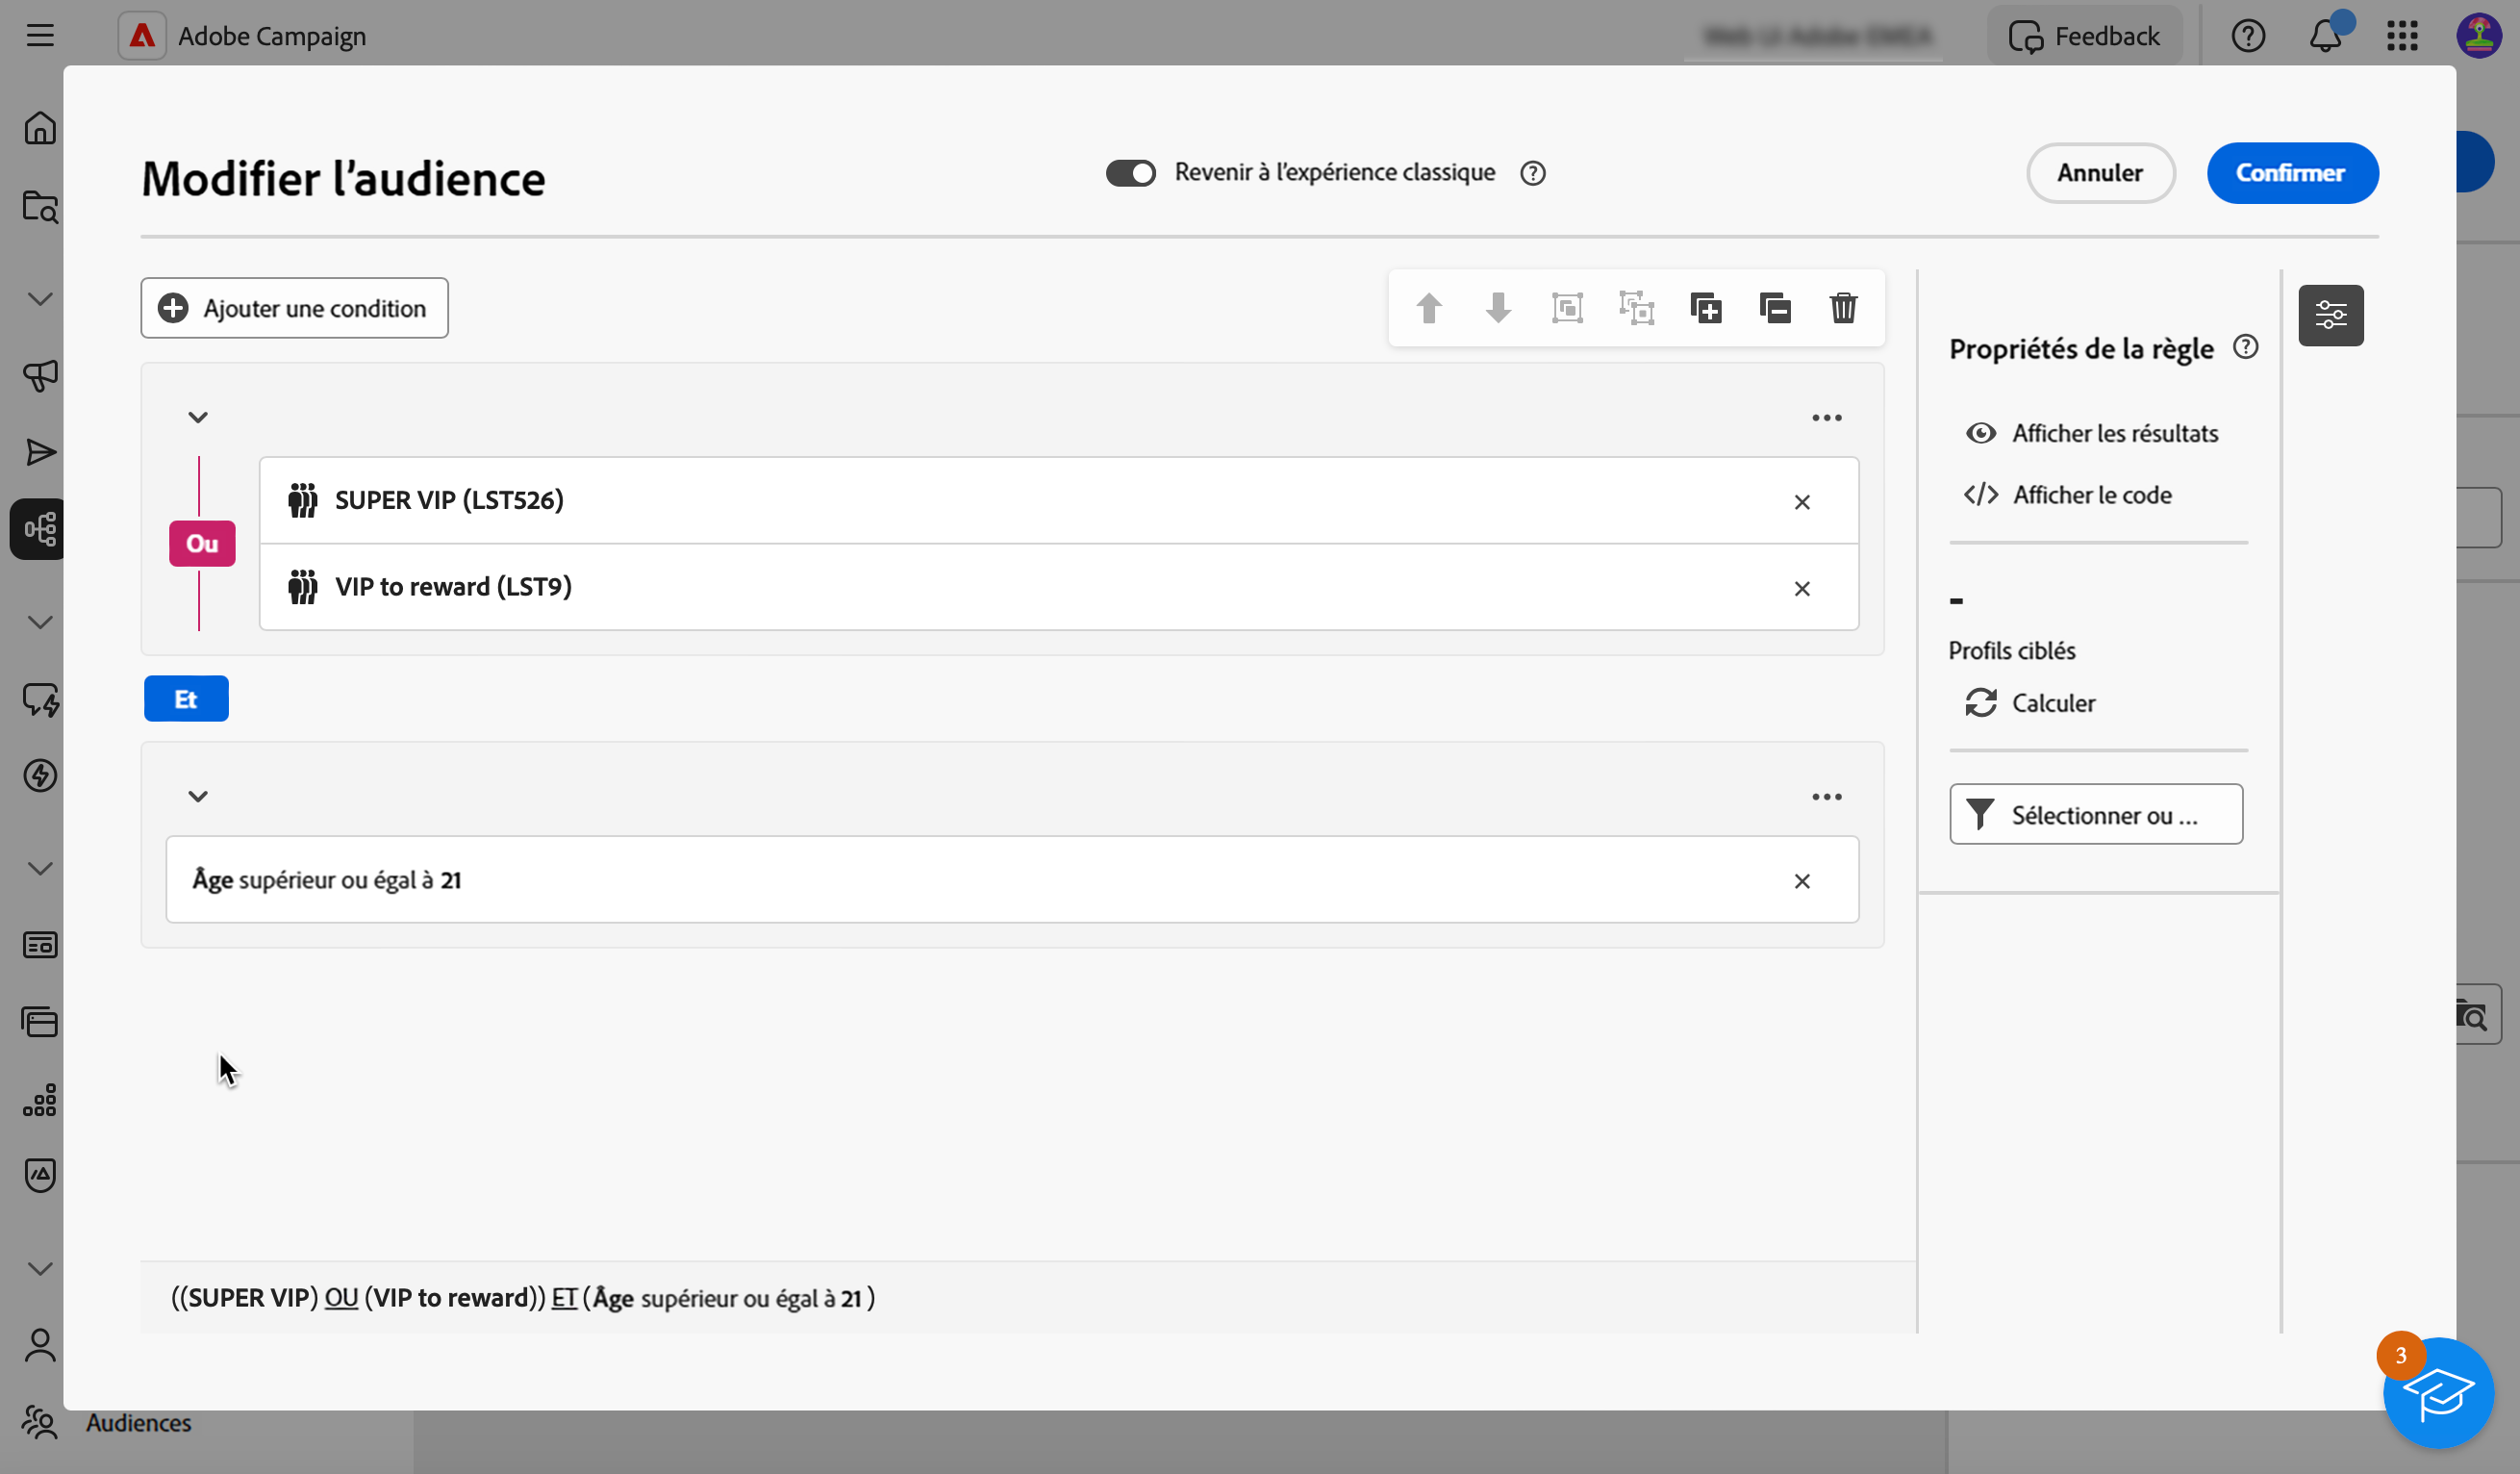 Adobe Campaign
Feedback
Modifier l'audience
Revenir à l'expérience classique
Annuler
Confirmer
Ajouter une condition
SUPER VIP (LST526)
Ou
VIP to reward (LST9)
Et
Âge supérieur ou égal à 21
((SUPER VIP) OU (VIP to reward)) ET (Âge supérieur ou égal à 21 )
Propriétés de la règle
Afficher les résultats
Afficher le code
-
Profils ciblés
Calculer
Sélectionner ou ...
3
Audiences